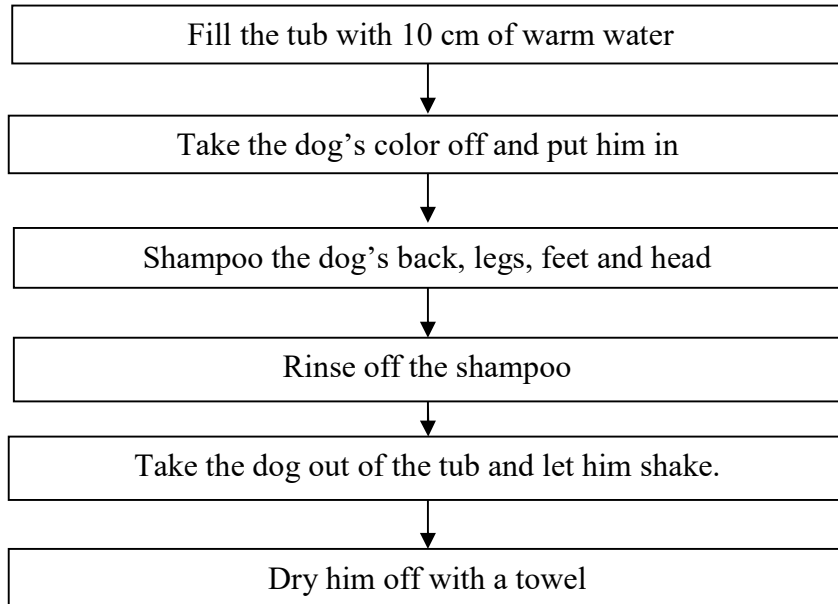 Fill the tub with 10 cm of warm water
Take the dog’s color off and put him in
Shampoo the dog’s back, legs, feet and head
Rinse off the shampoo
Take the dog out of the tub and let him shake.
Dry him off with a towel